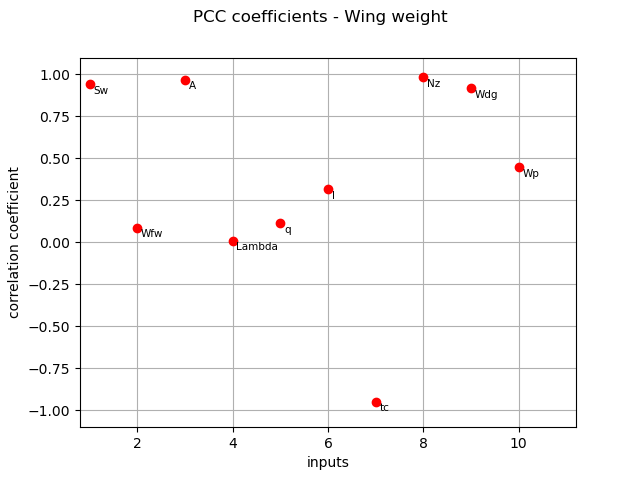 PCC coefficients - Wing weight
correlation coefficient
1.00
0.75
0.50
0.25
0.00
−0.25
−0.50
−0.75
−1.00
Sw
Wfw
A
Lambda
q
l
tc
Nz
Wdg
Wp
2 4 6 8 10
inputs